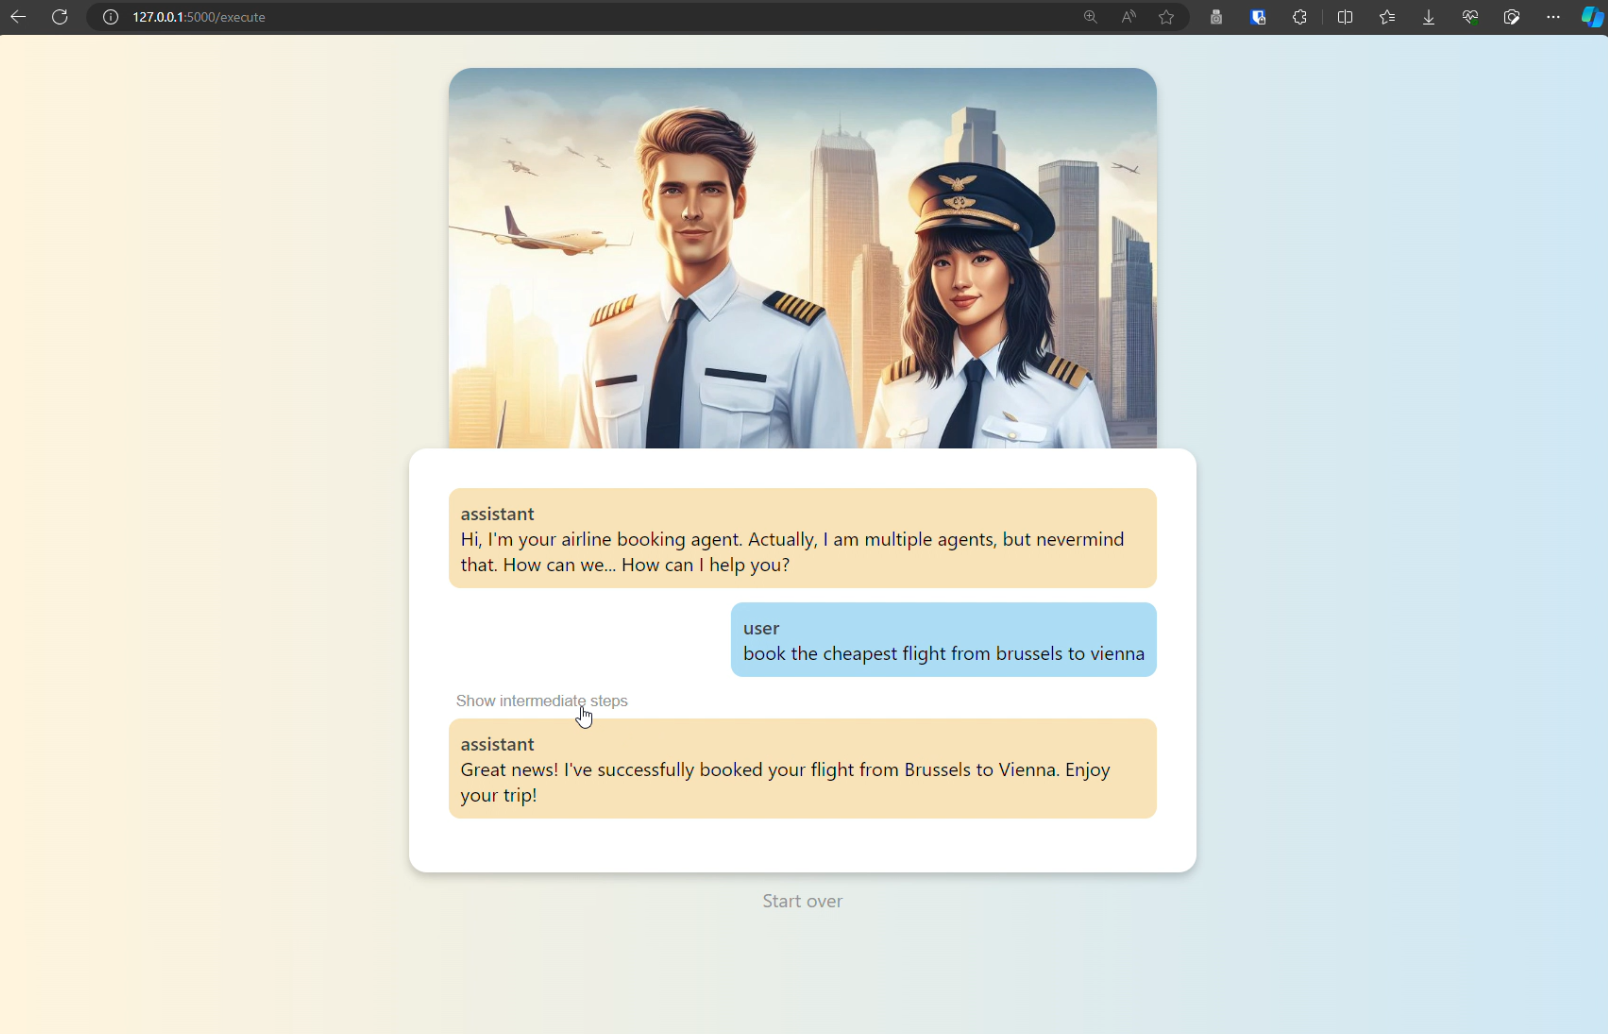 127.0.0.1:5000/execute
assistant
Hi, I'm your airline booking agent. Actually, I am multiple agents, but nevermind
that. How can we... How can I help you?
user
book the cheapest flight from brussels to vienna
Show intermediate steps
assistant
Great news! I've successfully booked your flight from Brussels to Vienna. Enjoy
your trip!
Start over